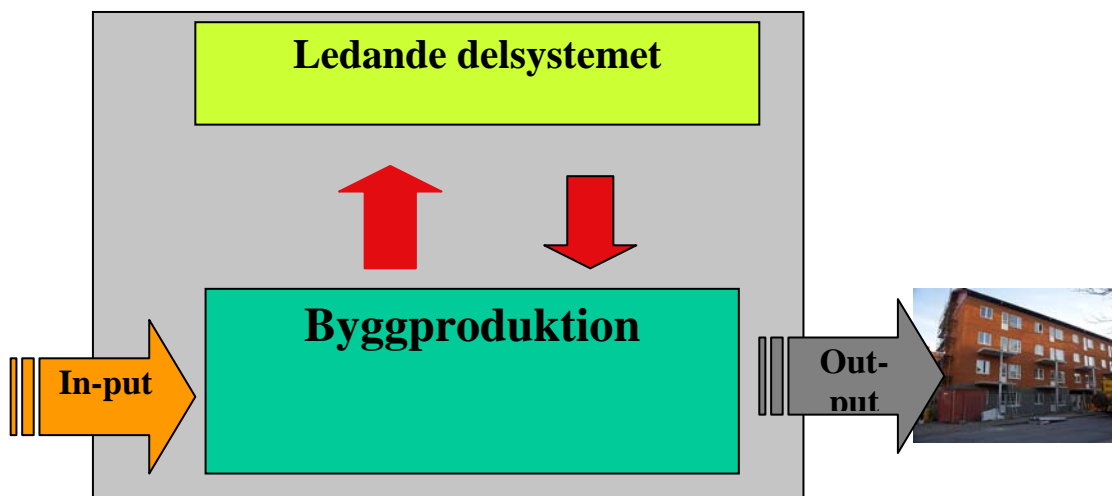 Ledande delsystemet
Byggproduktion
In-put
Out-
put